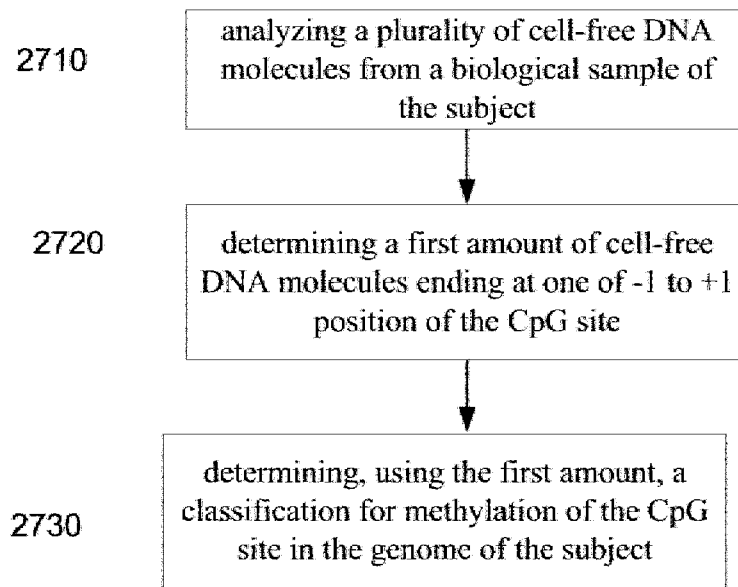 2710
analyzing a plurality of cell-free DNA
molecules from a biological sample of
the subject
2720
determining a first amount of cell-free
DNA molecules ending at one of -1 to +1
position of the CpG site
2730
determining, using the first amount, a
classification for methylation of the CpG
site in the genome of the subject